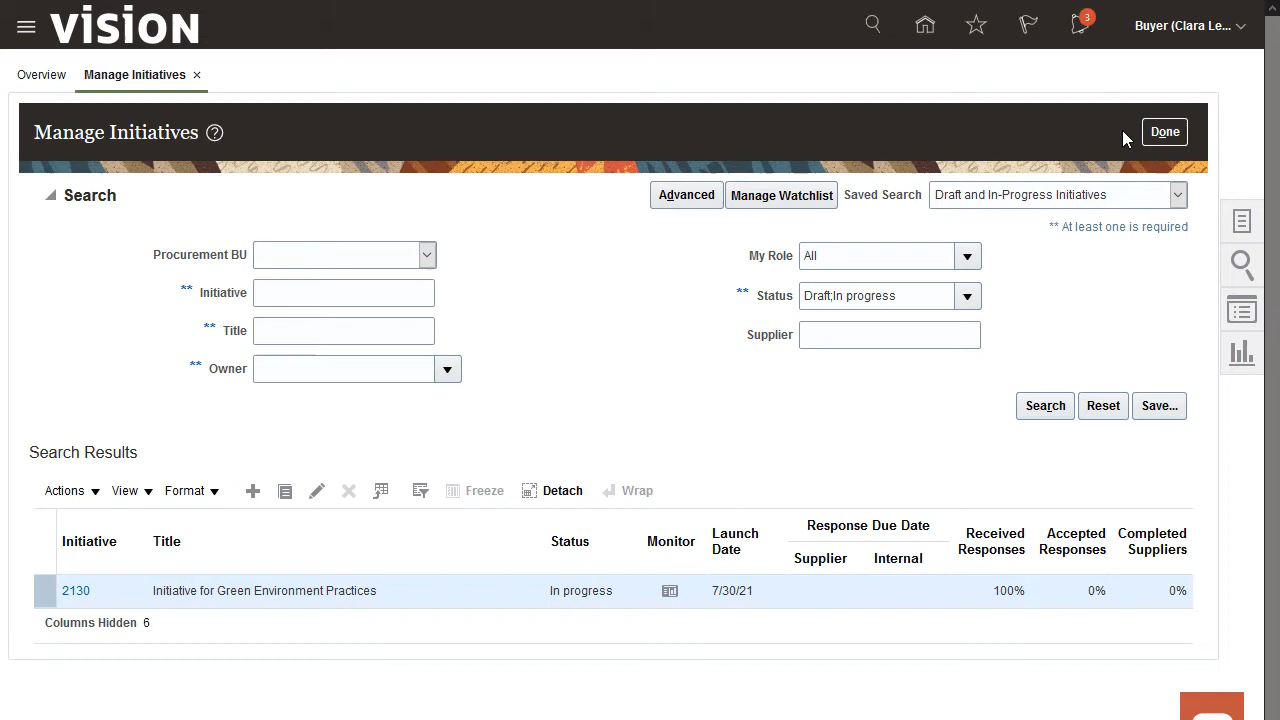 vision
3
Buyer (Clara Le...
Overview
Manage Initiatives ×
Manage Initiatives ?
Done
Search
Advanced
Manage Watchlist
Saved Search
Draft and In-Progress Initiatives
** At least one is required
Procurement BU
My Role
All
** Initiative
** Status
Draft;In progress
** Title
Supplier
** Owner
Search
Reset
Save...
Search Results
Actions
View
Format
Freeze
Detach
Wrap
Initiative
Title
Status
Monitor
Launch Date
Response Due Date
Supplier
Internal
Received Responses
Accepted Responses
Completed Suppliers
2130
Initiative for Green Environment Practices
In progress
7/30/21
100%
0%
0%
Columns Hidden 6